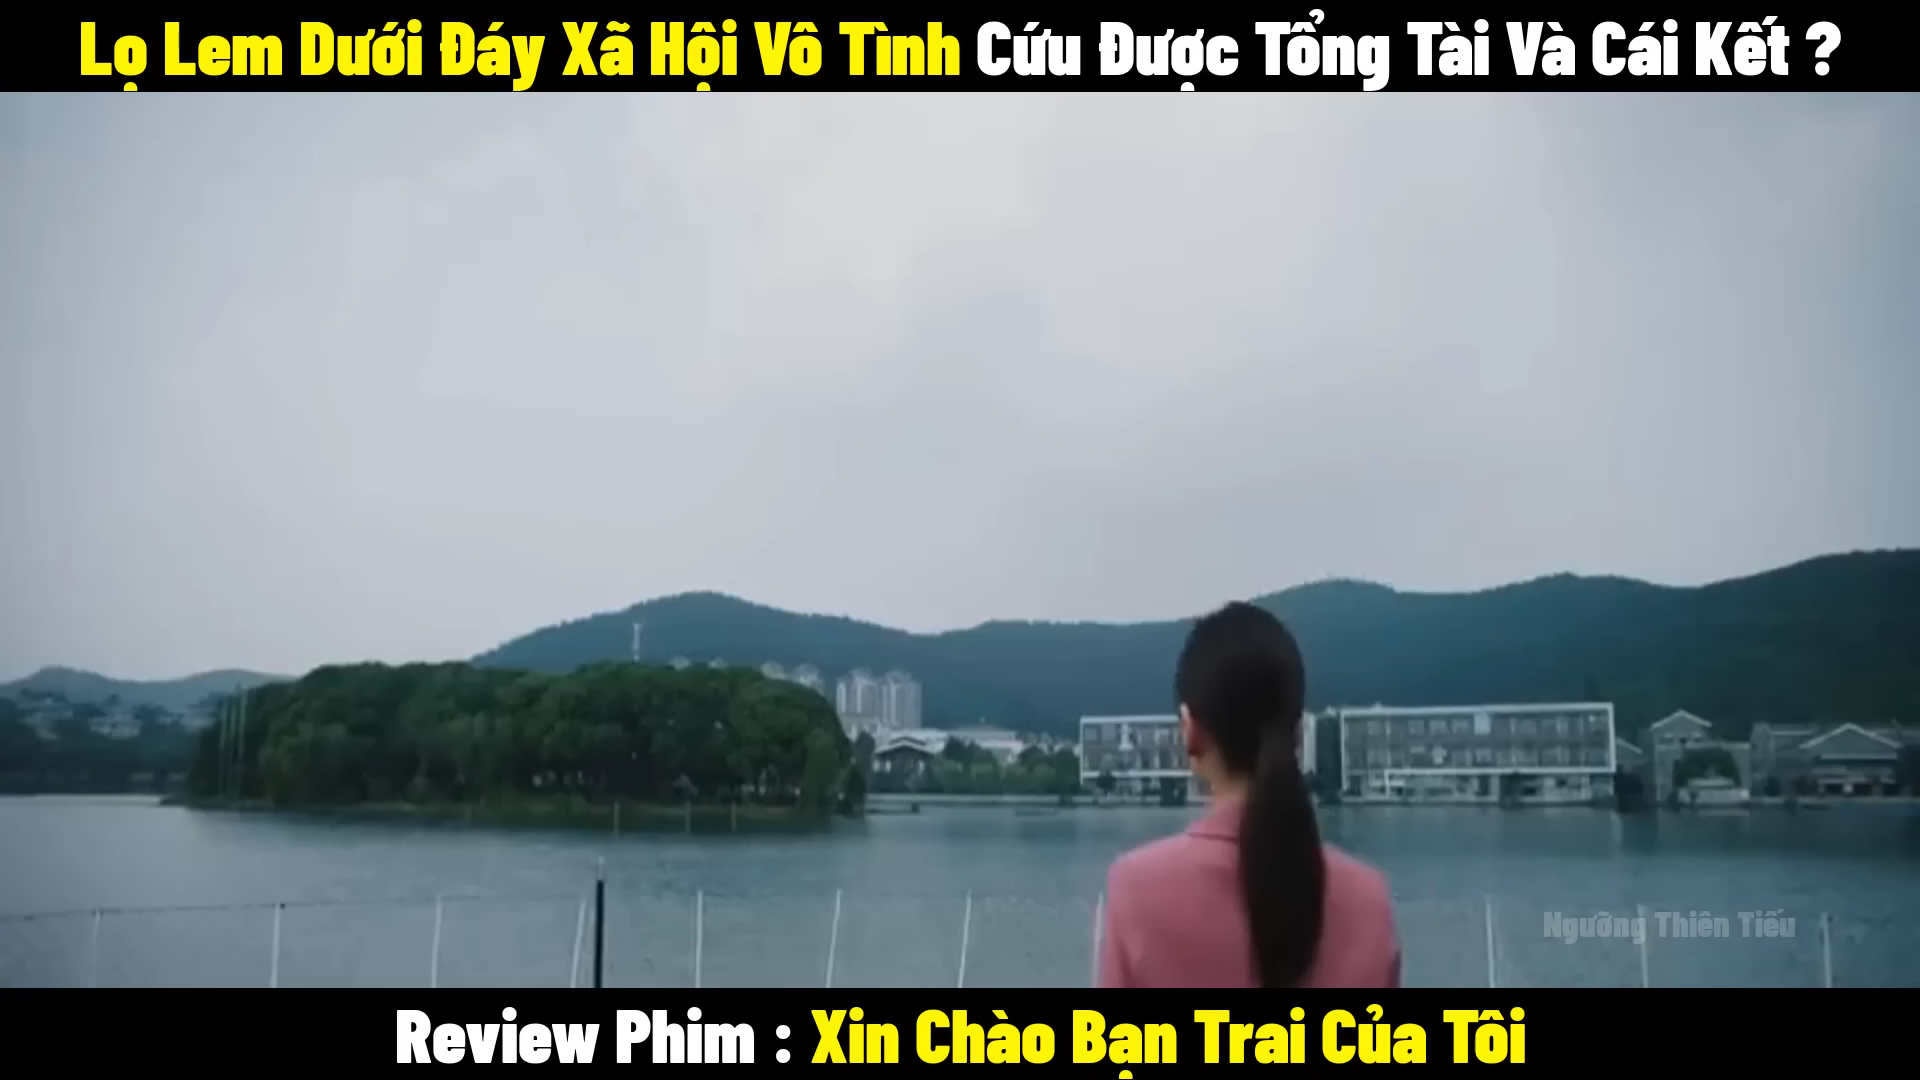 Lọ Lem Dưới Đáy Xã Hội Vô Tình Cứu Được Tổng Tài Và Cái Kết ?
Ngưỡng Thiên Tiếu
Review Phim : Xin Chào Bạn Trai Của Tôi